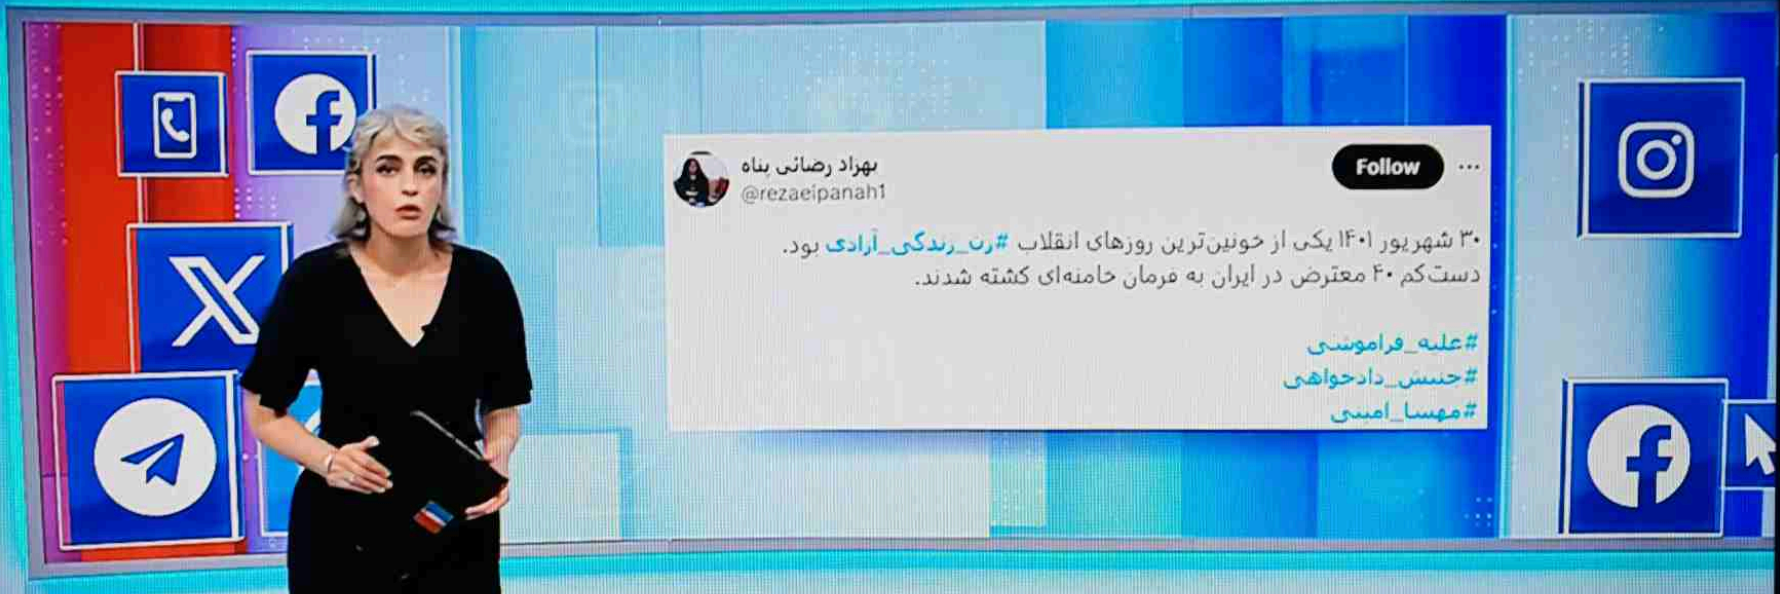 بهزاد رضائی پناه
@rezaeipanah1
Follow
۳۰ شهریور ۱۴۰۱ یکی از خونین‌ترین روزهای انقلاب #زن_زندگی_آزادی بود.
دست‌کم ۴۰ معترض در ایران به فرمان خامنه‌ای کشته شدند.
#علیه_فراموشی
#جنبش_دادخواهی
#مهسا_امینی